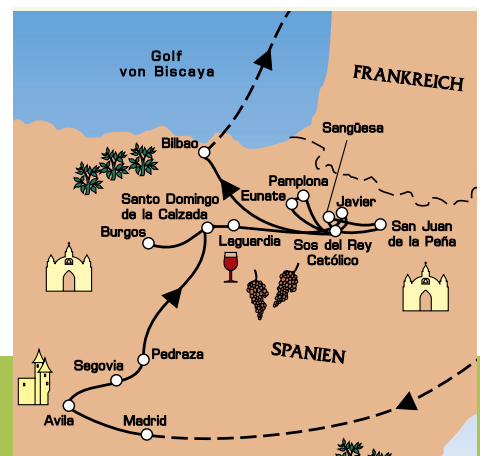 Golf
von Biscaya
FRANKREICH
Sangüesa
Bilbao
Pamplona
Eunate
Javier
Santo Domingo
de la Calzada
Burgos
Laguardia
Sos del Rey
Católico
San Juan
de la Peña
SPANIEN
Pedraza
Segovia
Avila
Madrid